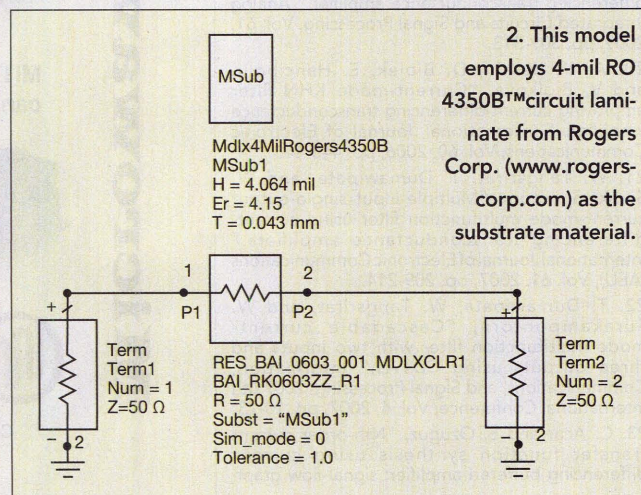 2. This model
employs 4-mil RO
4350B™circuit lami-
nate from Rogers
Corp. (www.rogers-
corp.com) as the
substrate material.
MSub
Mdlx4MilRogers4350B
MSub1
H = 4.064 mil
Er = 4.15
T = 0.043 mm
1
2
P1
P2
+
Term
Term1
Num = 1
Z=50 Ω
– 2
RES_BAI_0603_001_MDLXCLR1
BAI_RK0603ZZ_R1
R = 50 Ω
Subst = “MSub1”
Sim_mode = 0
Tolerance = 1.0
+
Term
Term2
Num = 2
Z=50 Ω
– 2